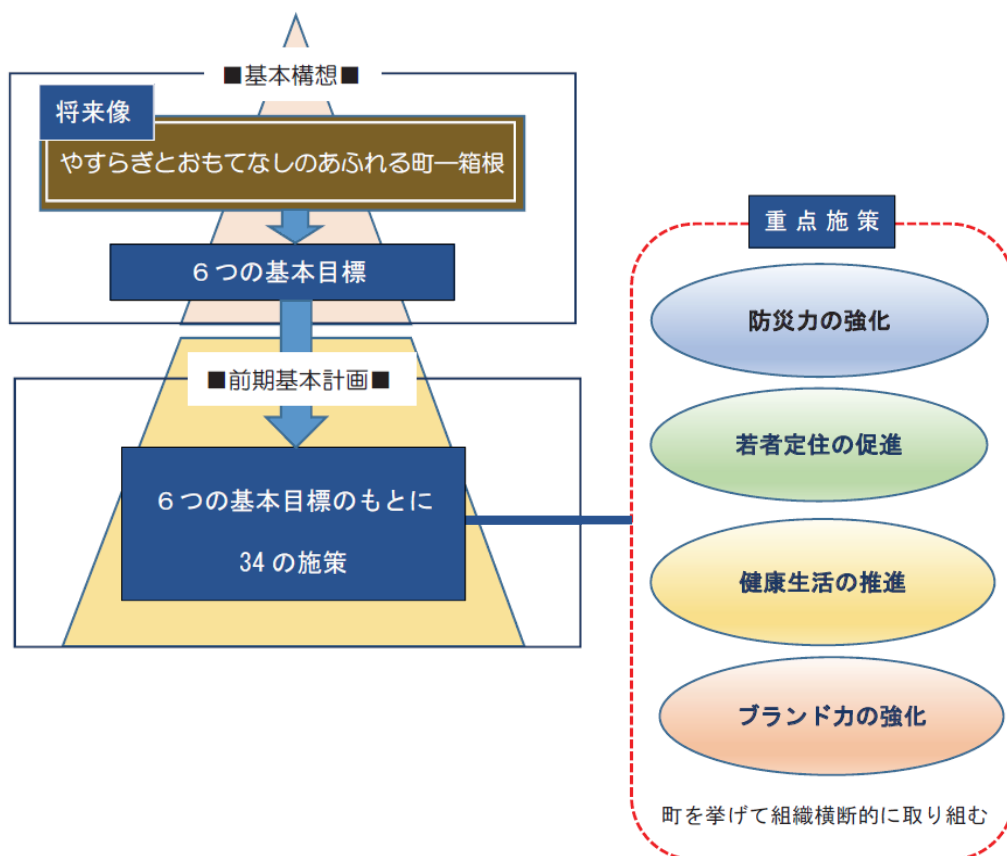 ■基本構想■
将来像
やすらぎとおもてなしのあふれる町―箱根
６つの基本目標
■前期基本計画■
６つの基本目標のもとに
34 の施策
重点施策
防災力の強化
若者定住の促進
健康生活の推進
ブランド力の強化
町を挙げて組織横断的に取り組む